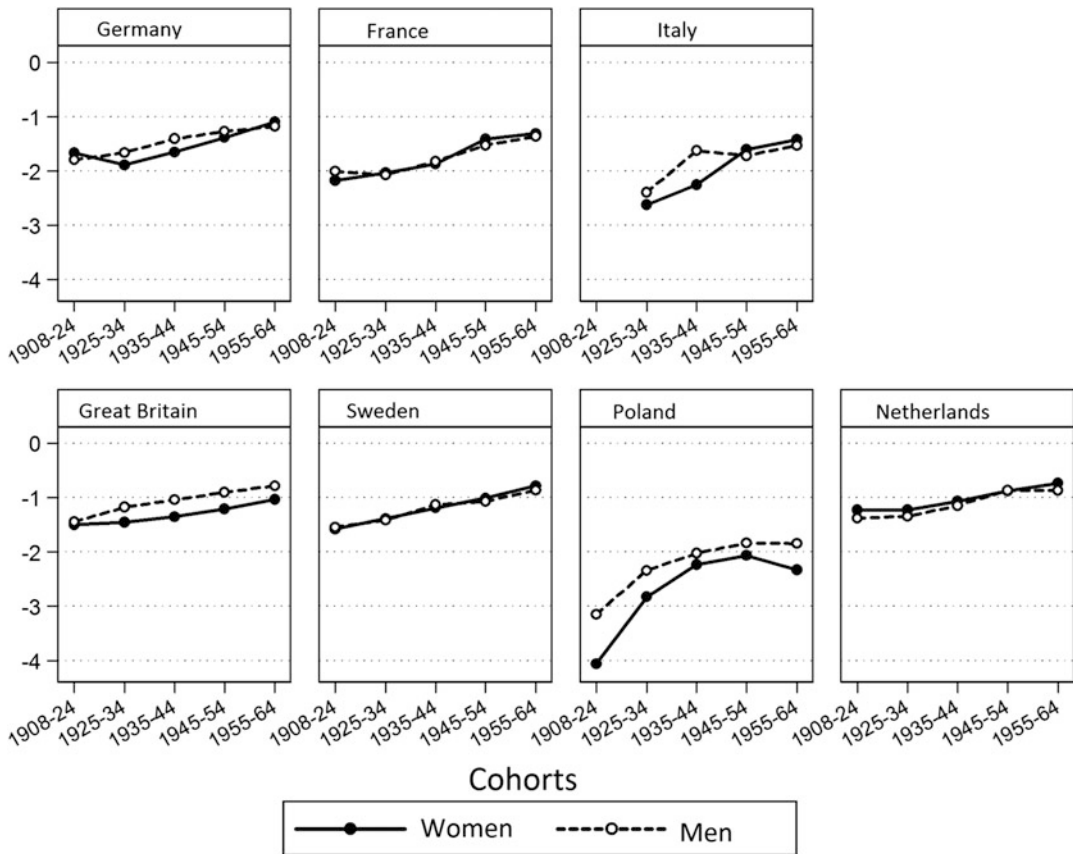 Germany France Italy
0
-1
-2
-3
-4
1908-24 1925-34 1935-44 1945-54 1955-64 1908-24 1925-34 1935-44 1945-54 1955-64 1908-24 1925-34 1935-44 1945-54 1955-64
Great Britain Sweden Poland Netherlands
0
-1
-2
-3
-4
1908-24 1925-34 1935-44 1945-54 1955-64 1908-24 1925-34 1935-44 1945-54 1955-64 1908-24 1925-34 1935-44 1945-54 1955-64 1908-24 1925-34 1935-44 1945-54 1955-64
Cohorts
Women Men